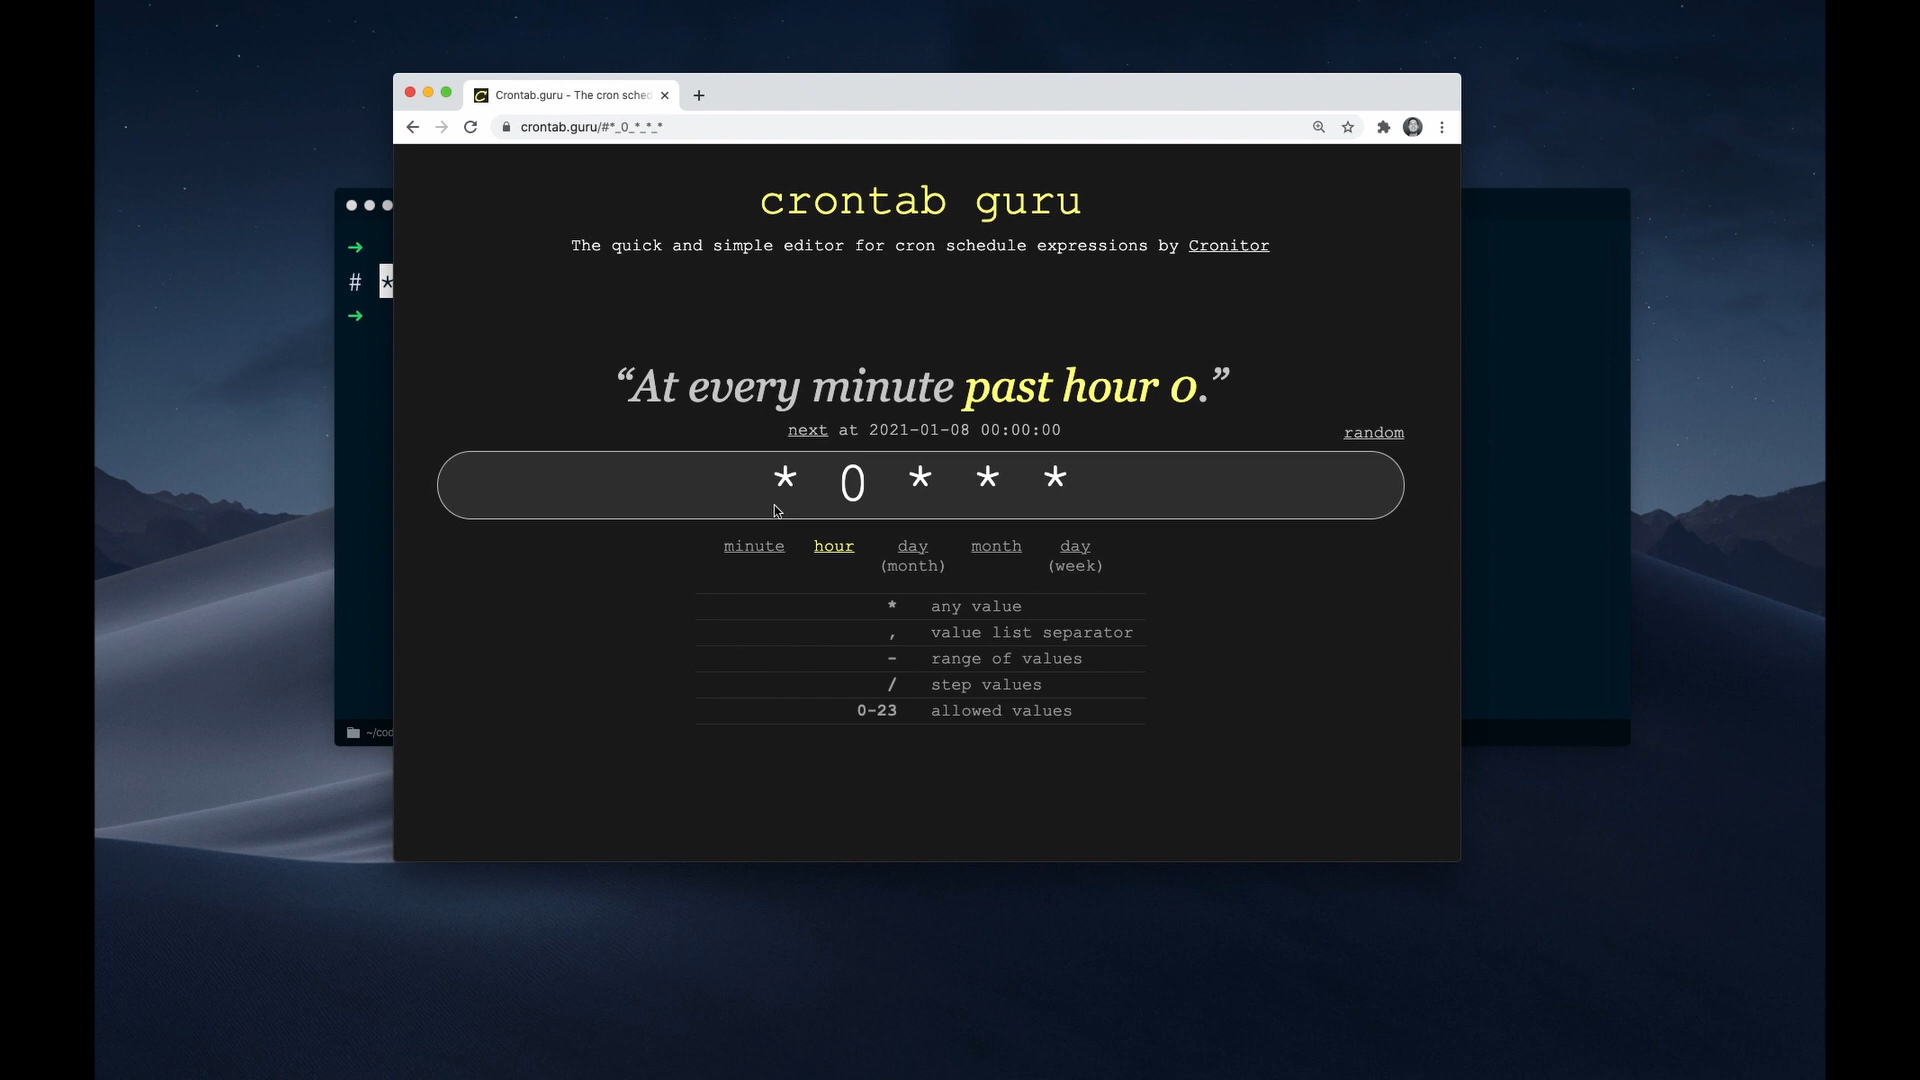 Crontab.guru - The cron sched
crontab.guru/#*_0_*_*_*
crontab guru
The quick and simple editor for cron schedule expressions by Cronitor
“At every minute past hour 0.”
next at 2021-01-08 00:00:00
random
* 0 * * *
minute hour day month day
(month) (week)
* any value
, value list separator
- range of values
/ step values
0-23 allowed values
➜
# *
➜
~/cod